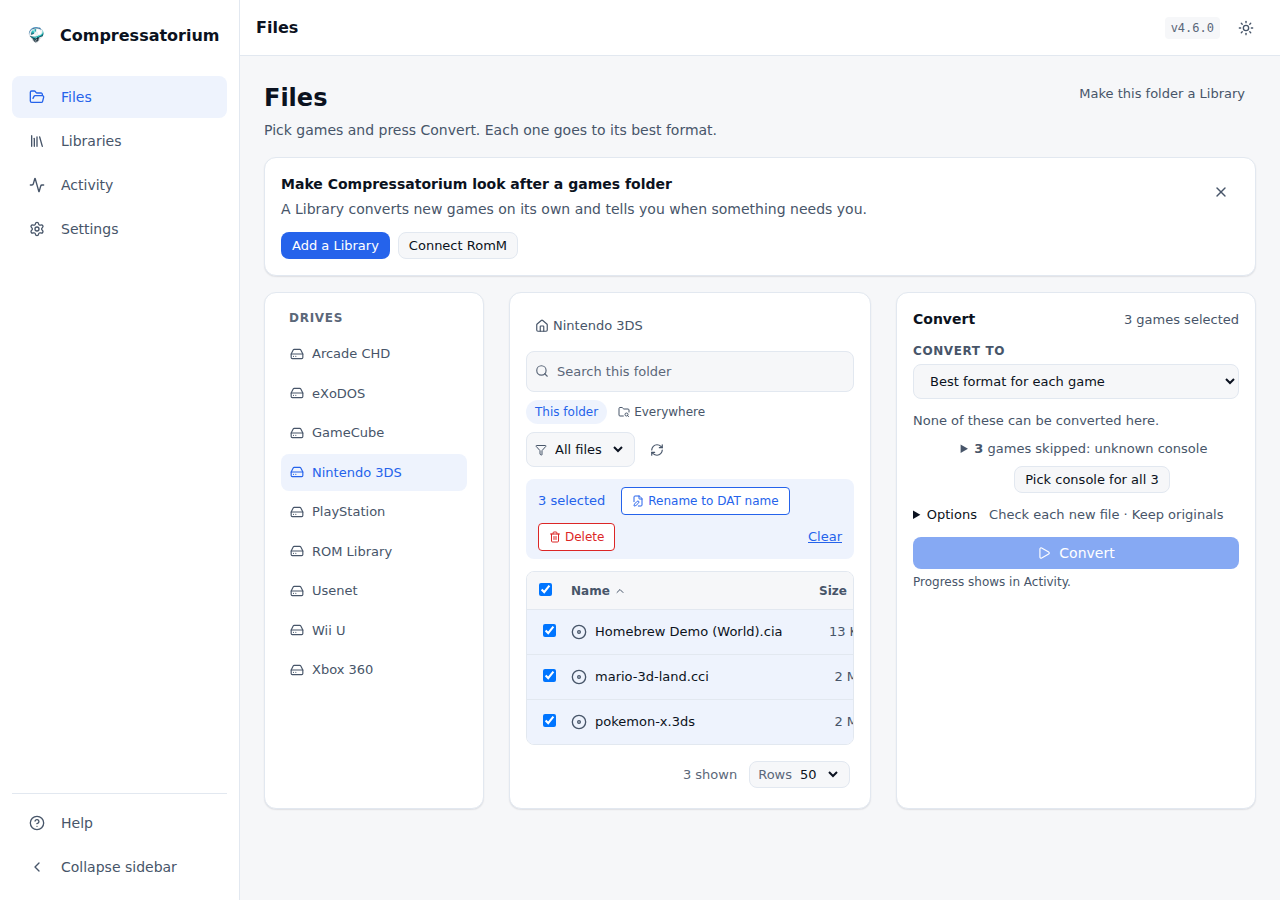 Compressatorium
Files
Libraries
Activity
Settings
Help
Collapse sidebar
Files
v4.6.0
Files
Make this folder a Library
Pick games and press Convert. Each one goes to its best format.
Make Compressatorium look after a games folder
A Library converts new games on its own and tells you when something needs you.
Add a Library
Connect RomM
DRIVES
Arcade CHD
eXoDOS
GameCube
Nintendo 3DS
PlayStation
ROM Library
Usenet
Wii U
Xbox 360
Nintendo 3DS
Search this folder
This folder
Everywhere
All files
3 selected
Rename to DAT name
Delete
Clear
Name
Size
Homebrew Demo (World).cia
13
mario-3d-land.cci
2
pokemon-x.3ds
2
3 shown
Rows 50
Convert
3 games selected
CONVERT TO
Best format for each game
None of these can be converted here.
3 games skipped: unknown console
Pick console for all 3
Options
Check each new file · Keep originals
Convert
Progress shows in Activity.